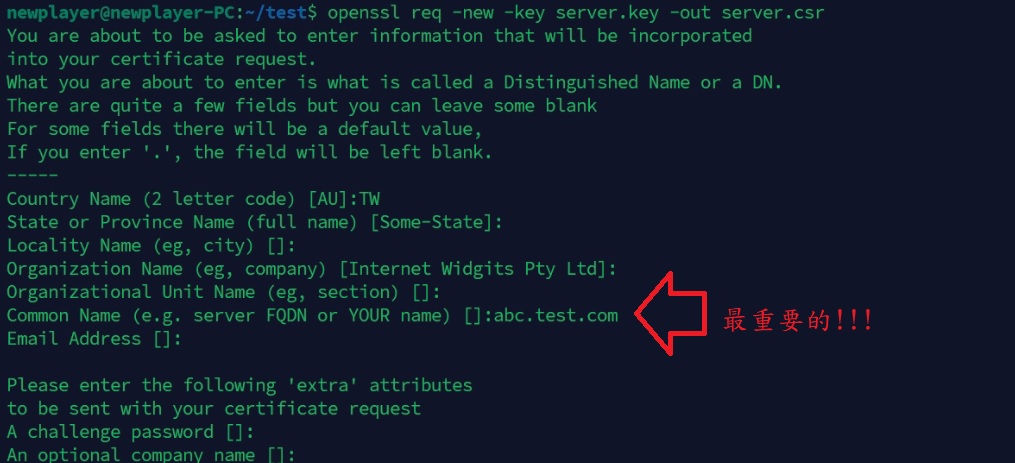 newplayer@newplayer-PC:~/test$ openssl req -new -key server.key -out server.csr
You are about to be asked to enter information that will be incorporated
into your certificate request.
What you are about to enter is what is called a Distinguished Name or a DN.
There are quite a few fields but you can leave some blank
For some fields there will be a default value,
If you enter '.', the field will be left blank.
-----
Country Name (2 letter code) [AU]:TW
State or Province Name (full name) [Some-State]:
Locality Name (eg, city) []:
Organization Name (eg, company) [Internet Widgits Pty Ltd]:
Organizational Unit Name (eg, section) []:
Common Name (e.g. server FQDN or YOUR name) []:abc.test.com
最重要的!!!
Email Address []:
Please enter the following 'extra' attributes
to be sent with your certificate request
A challenge password []:
An optional company name []: